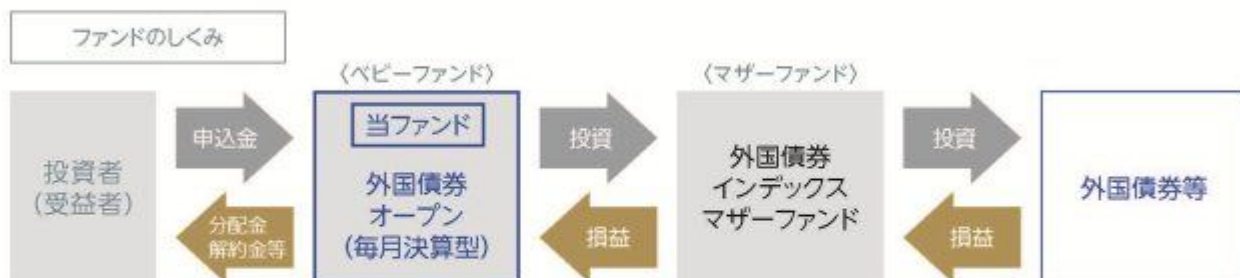 ファンドのしくみ
〈ベビーファンド〉
〈マザーファンド〉
投資者
(受益者)
申込金
分配金
解約金等
当ファンド
外国債券
オープン
(毎月決算型)
投資
損益
外国債券
インデックス
マザーファンド
投資
損益
外国債券等